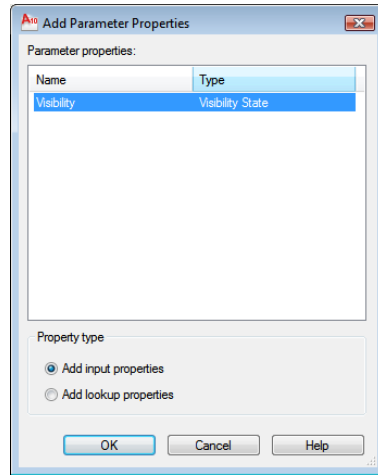 A10 Add Parameter Properties
Parameter properties:
Name Type
Visibility Visibility State
Property type
Add input properties
Add lookup properties
OK Cancel Help